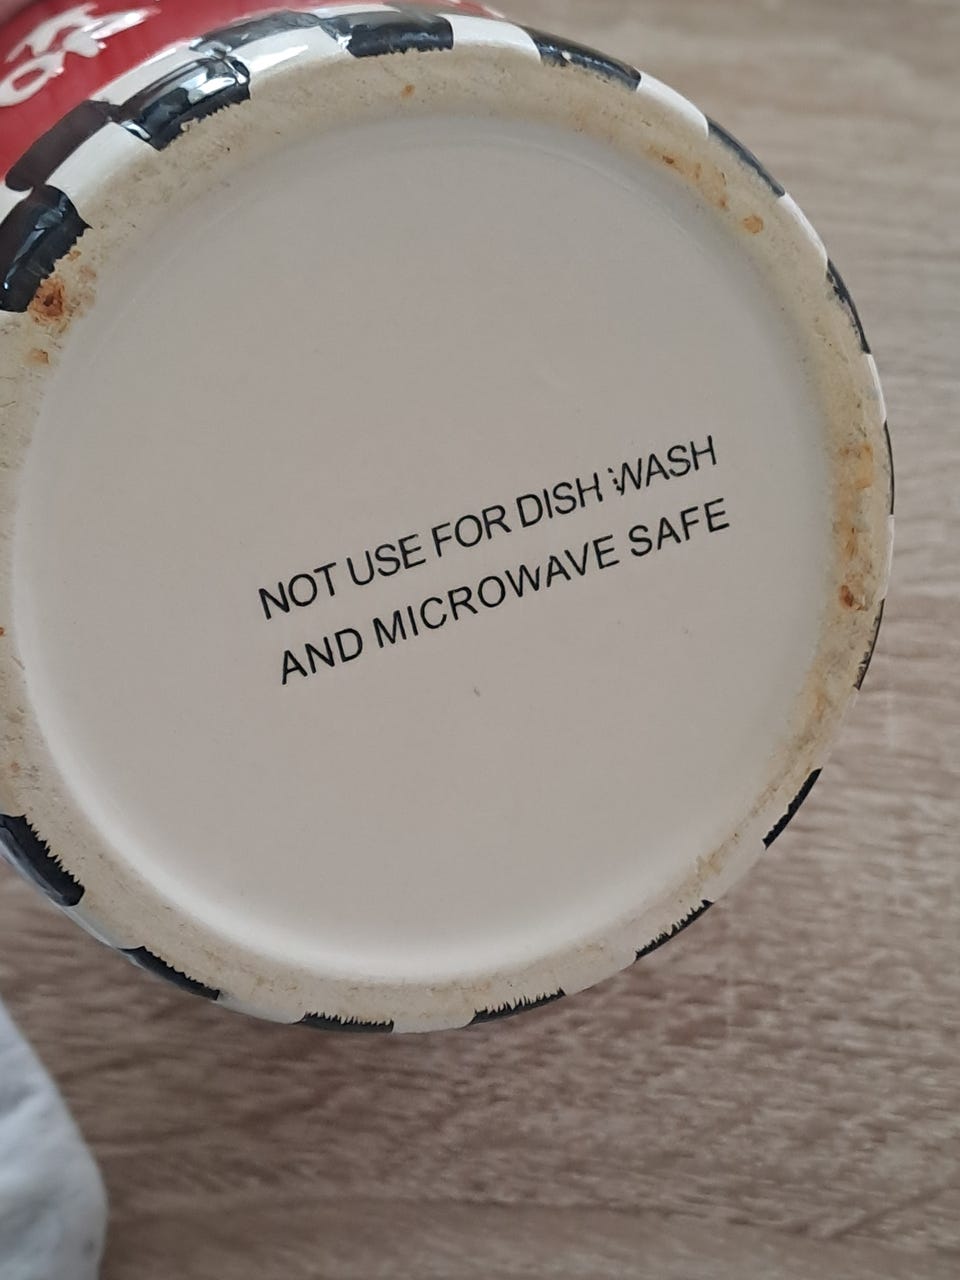 NOT USE FOR DISH WASH
AND MICROWAVE SAFE